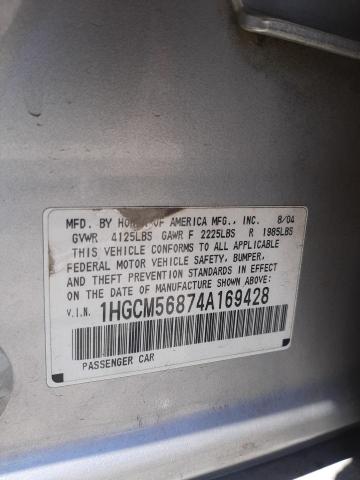 MFD. BY HONDA OF AMERICA MFG., INC. 8/04
GVWR 4125LBS GAWR F 2225LBS R 1985LBS
THIS VEHICLE CONFORMS TO ALL APPLICABLE
FEDERAL MOTOR VEHICLE SAFETY, BUMPER,
AND THEFT PREVENTION STANDARDS IN EFFECT
ON THE DATE OF MANUFACTURE SHOWN ABOVE.
V.I.N. 1HGCM56874A169428
PASSENGER CAR